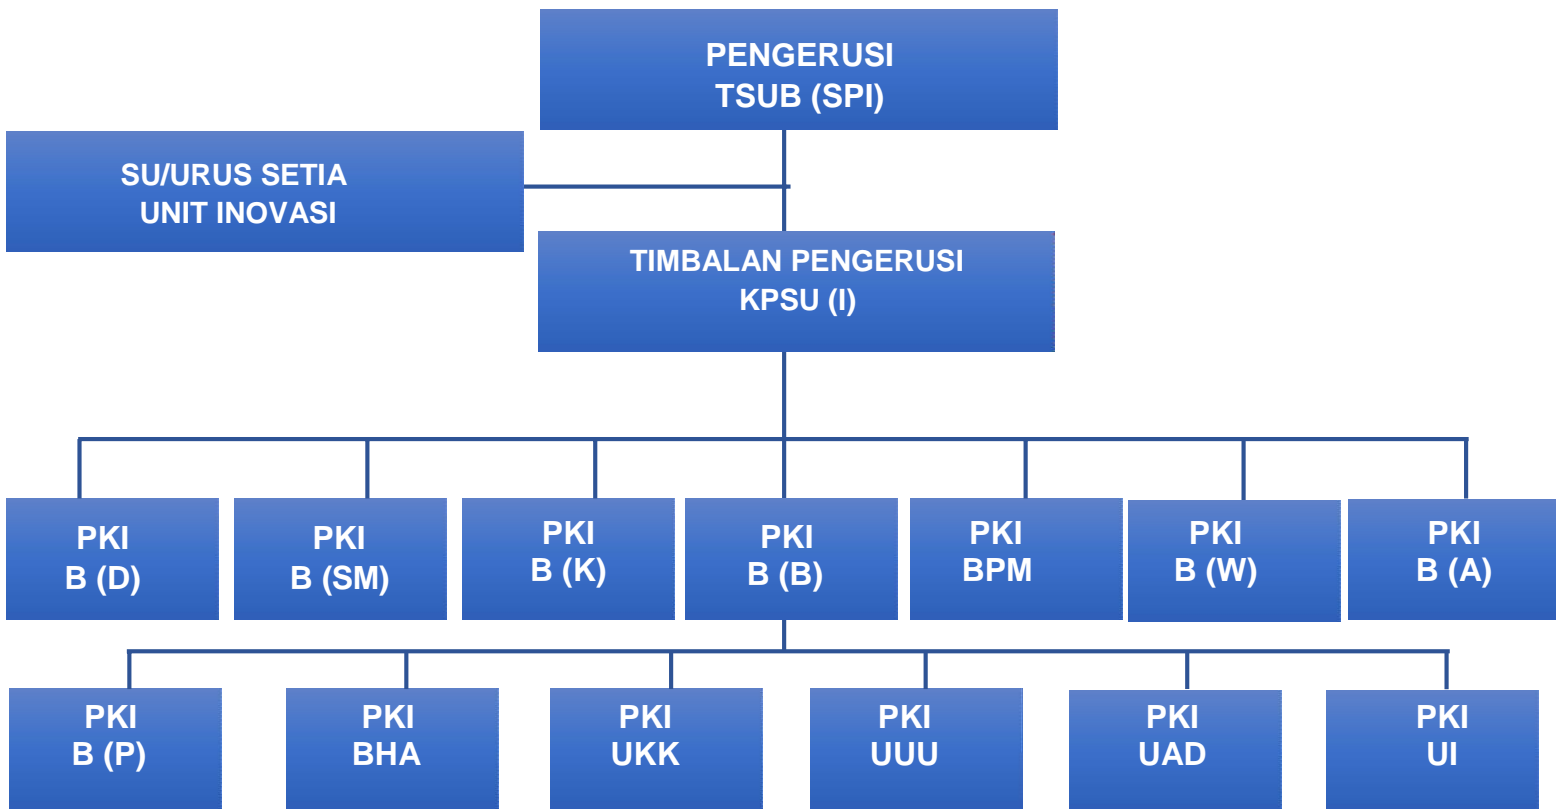 PENGERUSI
TSUB (SPI)
SU/URUS SETIA
UNIT INOVASI
TIMBALAN PENGERUSI
KPSU (I)
PKI
B (D)
PKI
B (SM)
PKI
B (K)
PKI
B (B)
PKI
BPM
PKI
B (W)
PKI
B (A)
PKI
B (P)
PKI
BHA
PKI
UKK
PKI
UUU
PKI
UAD
PKI
UI